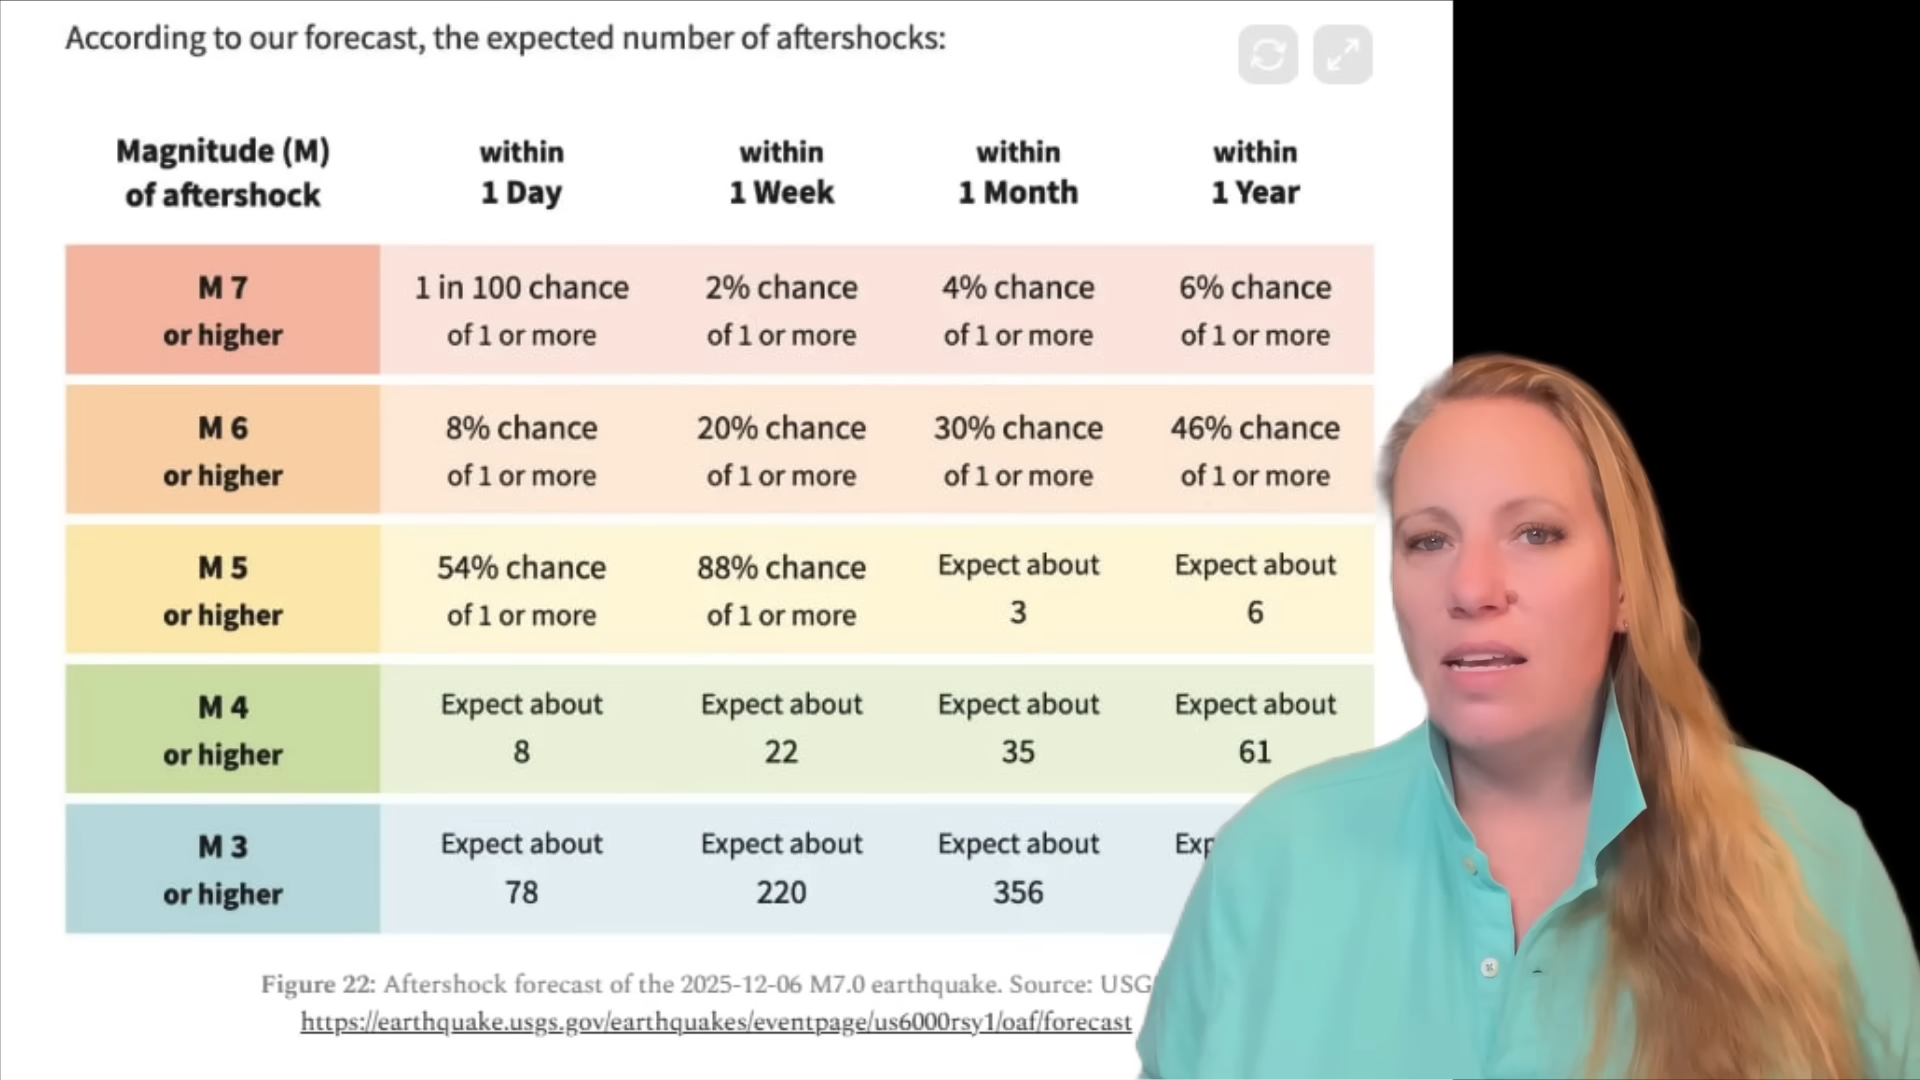 According to our forecast, the expected number of aftershocks:
Magnitude (M)
of aftershock
within
1 Day
within
1 Week
within
1 Month
within
1 Year
M 7
or higher
1 in 100 chance
of 1 or more
2% chance
of 1 or more
4% chance
of 1 or more
6% chance
of 1 or more
M 6
or higher
8% chance
of 1 or more
20% chance
of 1 or more
30% chance
of 1 or more
46% chance
of 1 or more
M 5
or higher
54% chance
of 1 or more
88% chance
of 1 or more
Expect about
3
Expect about
6
M 4
or higher
Expect about
8
Expect about
22
Expect about
35
Expect about
61
M 3
or higher
Expect about
78
Expect about
220
Expect about
356
Figure 22: Aftershock forecast of the 2025-12-06 M7.0 earthquake. Source:
https://earthquake.usgs.gov/earthquakes/eventpage/us6000rsy1/oaf/forecast